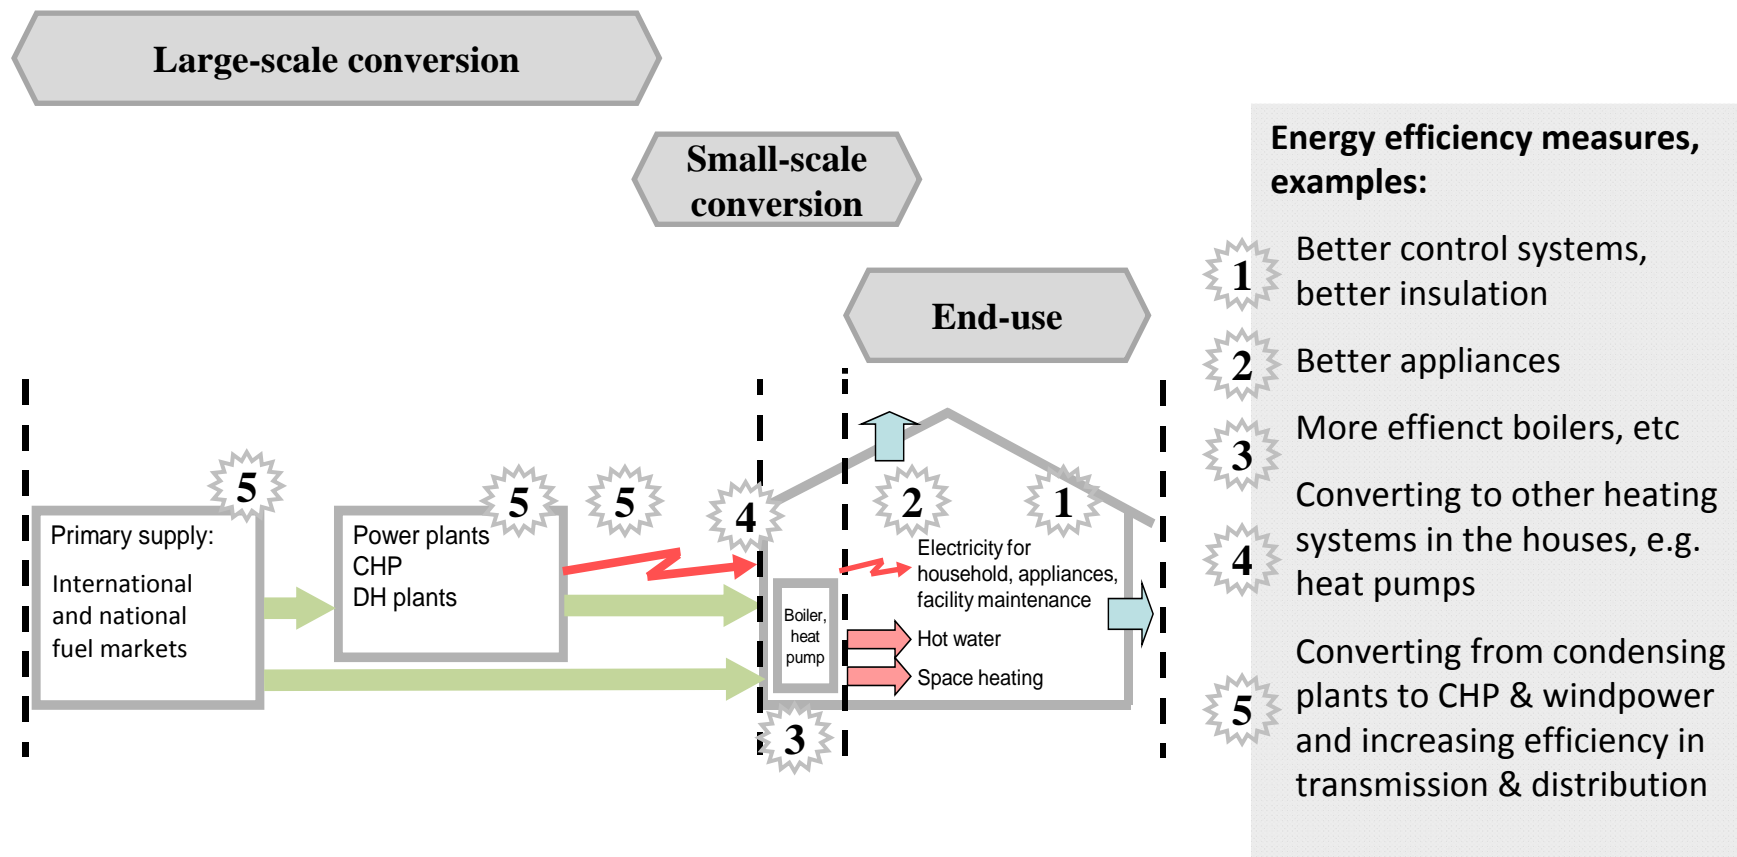 Large-scale conversion
Small-scale
conversion
End-use
5
5
5
4
2
1
3
Primary supply:
International
and national
fuel markets
Power plants
CHP
DH plants
Boiler,
heat
pump
Electricity for
household, appliances,
facility maintenance
Hot water
Space heating
Energy efficiency measures,
examples:
1
Better control systems,
better insulation
2
Better appliances
3
More effienct boilers, etc
4
Converting to other heating
systems in the houses, e.g.
heat pumps
5
Converting from condensing
plants to CHP & windpower
and increasing efficiency in
transmission & distribution